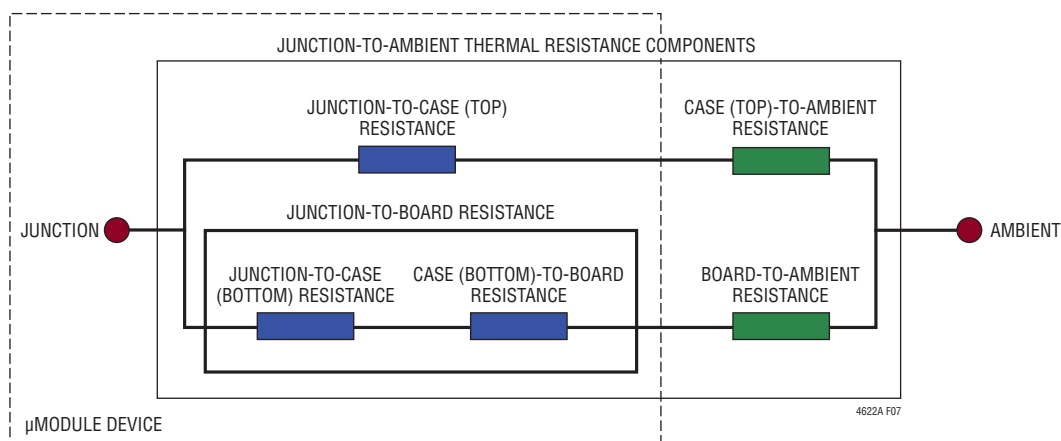 JUNCTION-TO-AMBIENT THERMAL RESISTANCE COMPONENTS
JUNCTION-TO-CASE (TOP)
RESISTANCE
CASE (TOP)-TO-AMBIENT
RESISTANCE
JUNCTION-TO-BOARD RESISTANCE
JUNCTION
AMBIENT
JUNCTION-TO-CASE
(BOTTOM) RESISTANCE
CASE (BOTTOM)-TO-BOARD
RESISTANCE
BOARD-TO-AMBIENT
RESISTANCE
4622A F07
µMODULE DEVICE